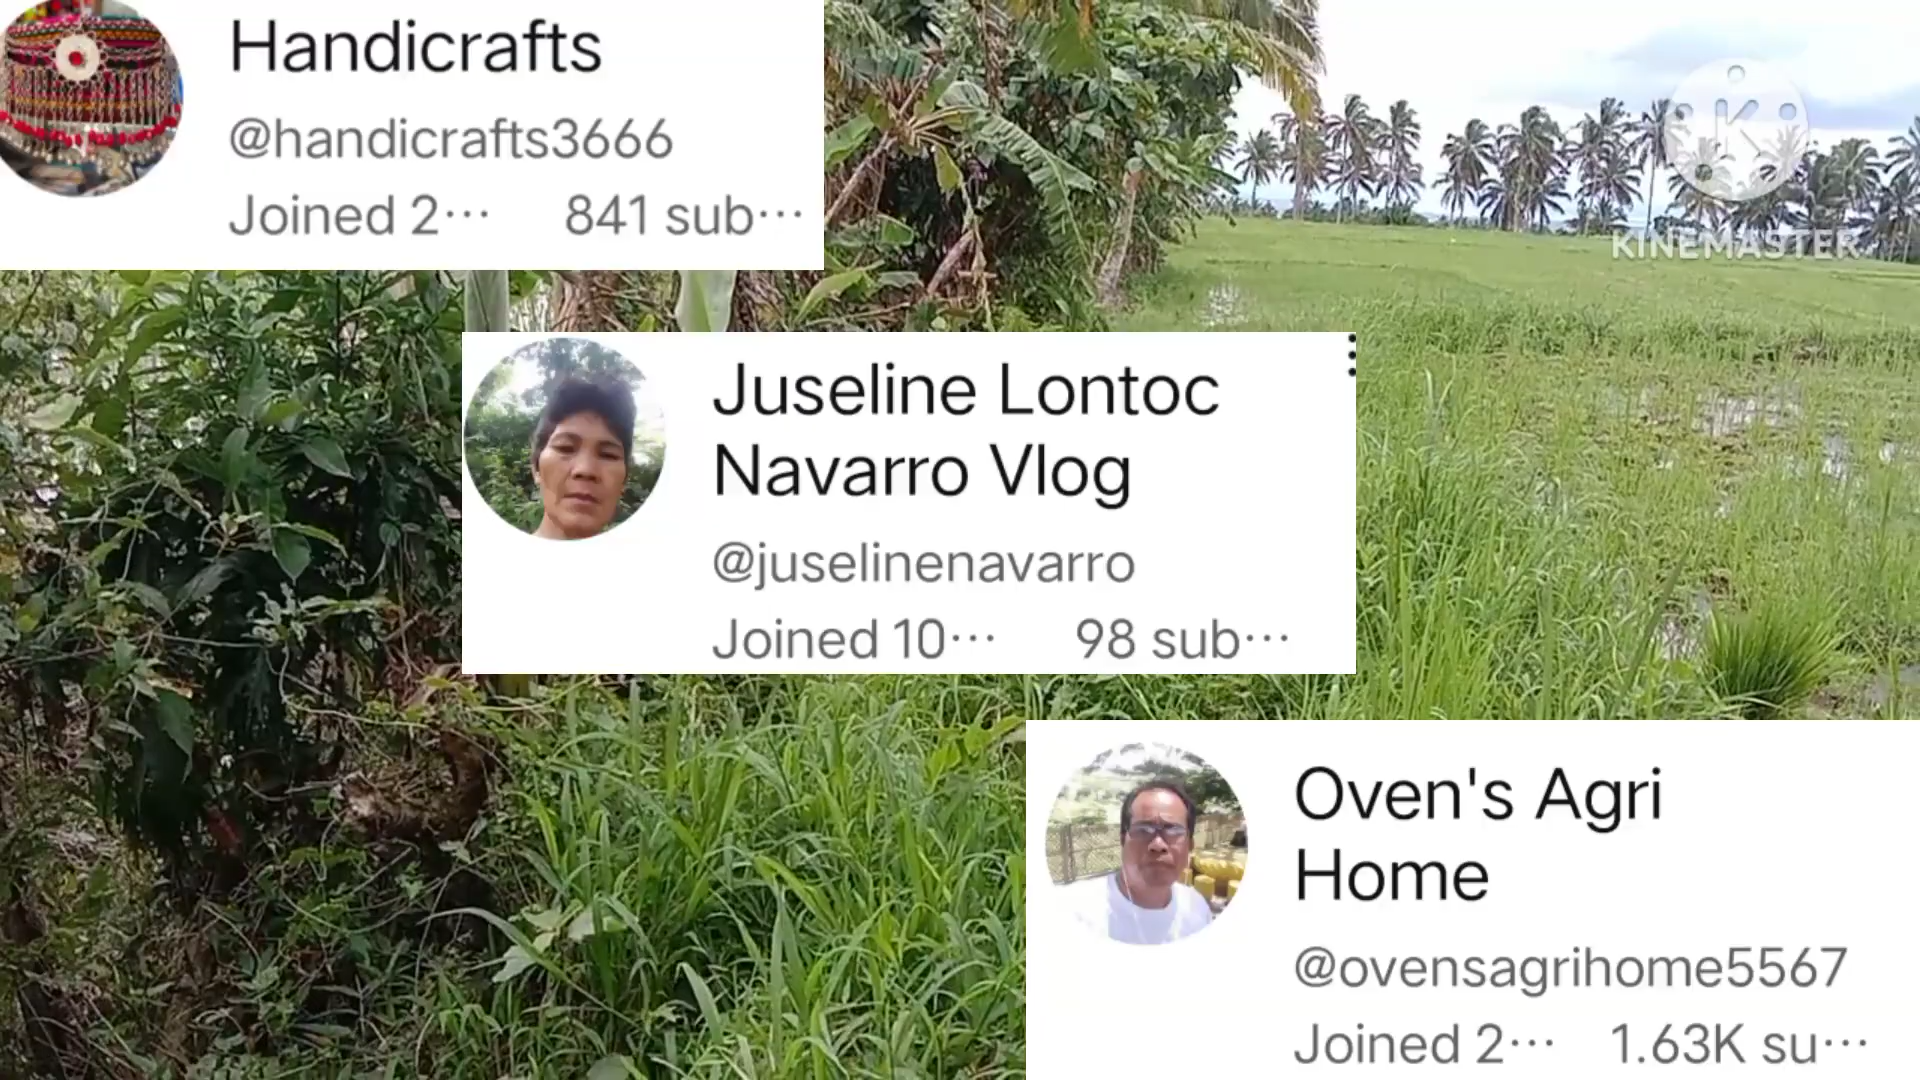 Handicrafts
@handicrafts3666
Joined 2... 841 sub...
KINEMASTER
Juseline Lontoc
Navarro Vlog
@juselinenavarro
Joined 10... 98 sub...
Oven's Agri
Home
@ovensagrihome5567
Joined 2... 1.63K su...